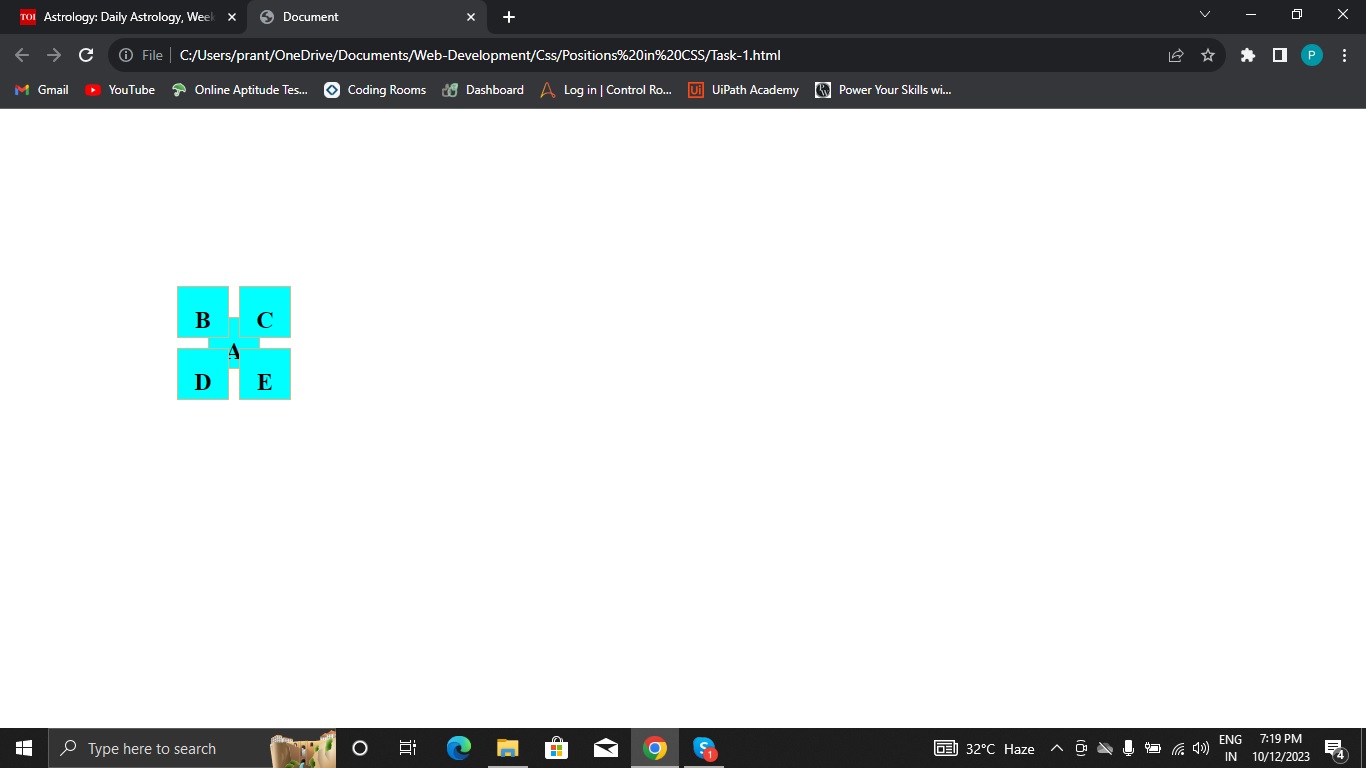 TOI Astrology: Daily Astrology, Week Document
File C:/Users/prant/OneDrive/Documents/Web-Development/Css/Positions%20in%20CSS/Task-1.html P
Gmail YouTube Online Aptitude Tes... Coding Rooms Dashboard Log in | Control Ro... Ui UiPath Academy Power Your Skills wi...
B C
A
D E
Type here to search S 1 32°C Haze ENG 7:19 PM
IN 10/12/2023 4